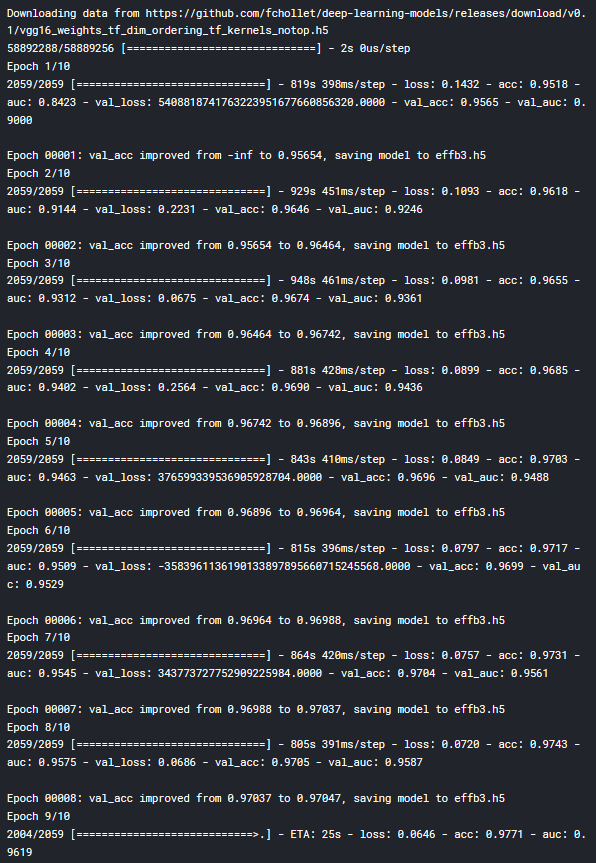 Downloading data from https://github.com/fchollet/deep-learning-models/releases/download/v0.
1/vgg16_weights_tf_dim_ordering_tf_kernels_notop.h5
58892288/58889256 [==============================] - 2s 0us/step
Epoch 1/10
2059/2059 [==============================] - 819s 398ms/step - loss: 0.1432 - acc: 0.9518 -
auc: 0.8423 - val_loss: 5408818741763223951677660856320.0000 - val_acc: 0.9565 - val_auc: 0.
9000
Epoch 00001: val_acc improved from -inf to 0.95654, saving model to effb3.h5
Epoch 2/10
2059/2059 [==============================] - 929s 451ms/step - loss: 0.1093 - acc: 0.9618 -
auc: 0.9144 - val_loss: 0.2231 - val_acc: 0.9646 - val_auc: 0.9246
Epoch 00002: val_acc improved from 0.95654 to 0.96464, saving model to effb3.h5
Epoch 3/10
2059/2059 [==============================] - 948s 461ms/step - loss: 0.0981 - acc: 0.9655 -
auc: 0.9312 - val_loss: 0.0675 - val_acc: 0.9674 - val_auc: 0.9361
Epoch 00003: val_acc improved from 0.96464 to 0.96742, saving model to effb3.h5
Epoch 4/10
2059/2059 [==============================] - 881s 428ms/step - loss: 0.0899 - acc: 0.9685 -
auc: 0.9402 - val_loss: 0.2564 - val_acc: 0.9690 - val_auc: 0.9436
Epoch 00004: val_acc improved from 0.96742 to 0.96896, saving model to effb3.h5
Epoch 5/10
2059/2059 [==============================] - 843s 410ms/step - loss: 0.0849 - acc: 0.9703 -
auc: 0.9463 - val_loss: 376599339536905928704.0000 - val_acc: 0.9696 - val_auc: 0.9488
Epoch 00005: val_acc improved from 0.96896 to 0.96964, saving model to effb3.h5
Epoch 6/10
2059/2059 [==============================] - 815s 396ms/step - loss: 0.0797 - acc: 0.9717 -
auc: 0.9509 - val_loss: -35839611361901338978956607152455​68.0000 - val_acc: 0.9699 - val_au
c: 0.9529
Epoch 00006: val_acc improved from 0.96964 to 0.96988, saving model to effb3.h5
Epoch 7/10
2059/2059 [==============================] - 864s 420ms/step - loss: 0.0757 - acc: 0.9731 -
auc: 0.9545 - val_loss: 343773727752909225984.0000 - val_acc: 0.9704 - val_auc: 0.9561
Epoch 00007: val_acc improved from 0.96988 to 0.97037, saving model to effb3.h5
Epoch 8/10
2059/2059 [==============================] - 805s 391ms/step - loss: 0.0720 - acc: 0.9743 -
auc: 0.9575 - val_loss: 0.0686 - val_acc: 0.9705 - val_auc: 0.9587
Epoch 00008: val_acc improved from 0.97037 to 0.97047, saving model to effb3.h5
Epoch 9/10
2004/2059 [============================>.] - ETA: 25s - loss: 0.0646 - acc: 0.9771 - auc: 0.
9619